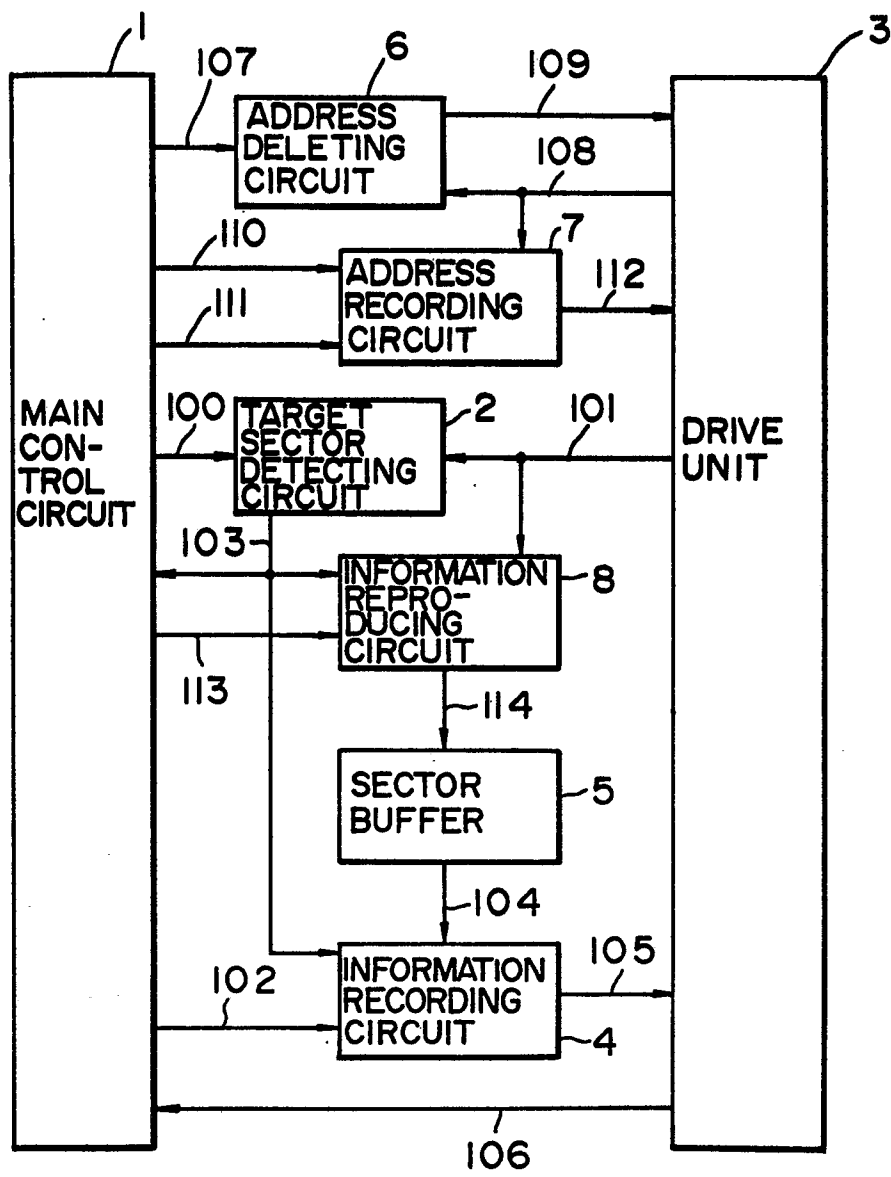 1
3
107
6
109
ADDRESS
DELETING
CIRCUIT
108
110
7
ADDRESS
RECORDING
CIRCUIT
112
111
MAIN
CON-
TROL
CIRCUIT
100
TARGET
SECTOR
DETECTING
CIRCUIT
2
101
DRIVE
UNIT
103
INFORMATION
REPRO-
DUCING
CIRCUIT
8
113
114
SECTOR
BUFFER
5
104
102
INFORMATION
RECORDING
CIRCUIT
105
4
106